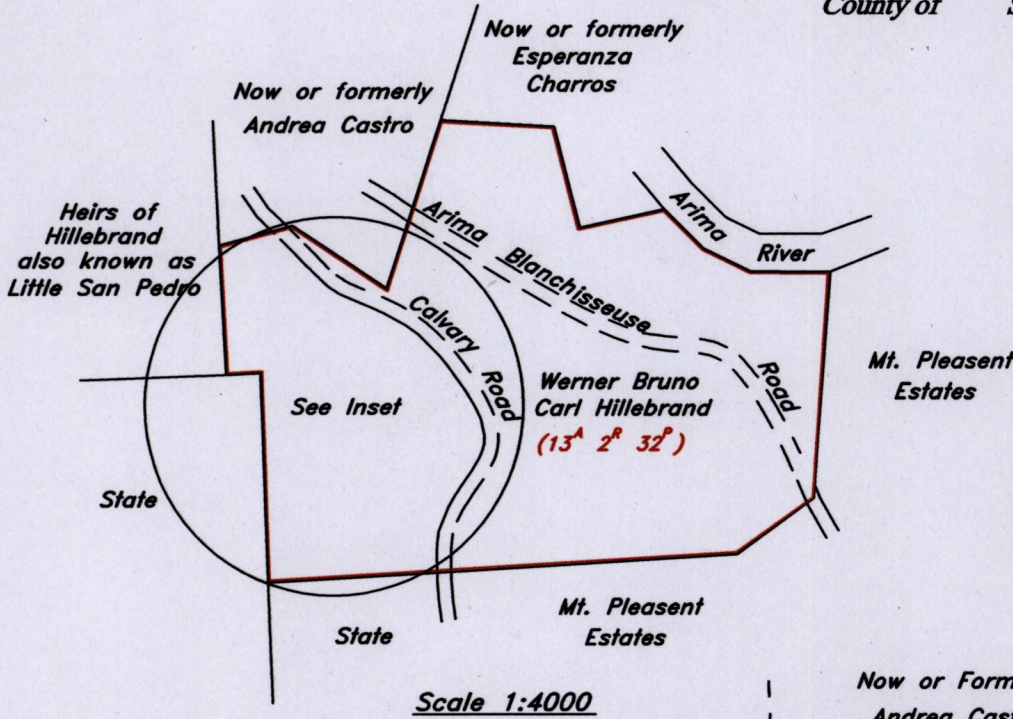 County of
Now or formerly
Esperanza
Charros
Now or formerly
Andrea Castro
Heirs of
Hillebrand
also known as
Little San Pedro
Arima
River
Arima
Blanchisseuse
Road
Calvary
Road
Werner Bruno
Carl Hillebrand
(13ᴬ 2ᴿ 32ᴾ)
See Inset
Mt. Pleasent
Estates
State
State
Mt. Pleasent
Estates
Scale 1:4000
Now or
Andrea